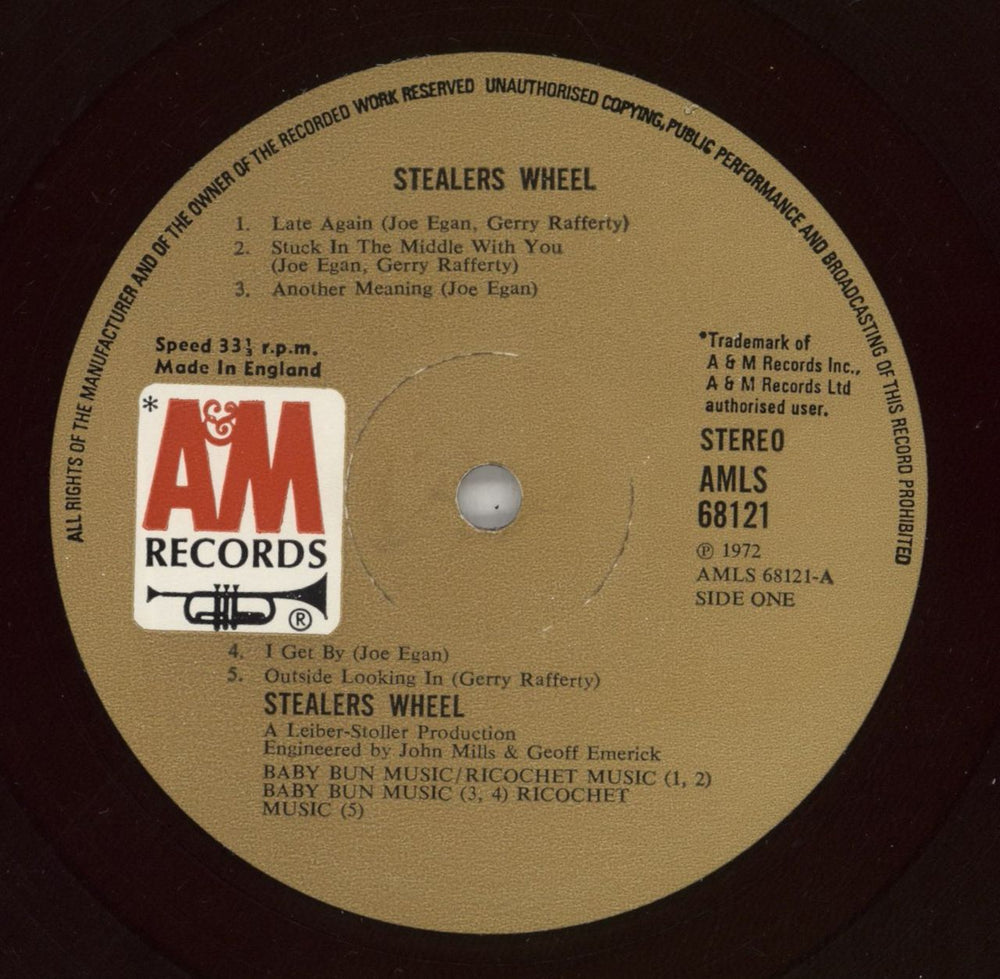 ALL RIGHTS OF THE MANUFACTURER AND OF THE OWNER OF THE RECORDED WORK RESERVED UNAUTHORISED COPYING, PUBLIC PERFORMANCE AND BROADCASTING OF THIS RECORD PROHIBITED
STEALERS WHEEL
1. Late Again (Joe Egan, Gerry Rafferty)
2. Stuck In The Middle With You
(Joe Egan, Gerry Rafferty)
3. Another Meaning (Joe Egan)
Speed 33⅓ r.p.m.
Made In England
* A&M
RECORDS
®
*Trademark of
A & M Records Inc.,
A & M Records Ltd
authorised user.
STEREO
AMLS
68121
℗ 1972
AMLS 68121-A
SIDE ONE
4. I Get By (Joe Egan)
5. Outside Looking In (Gerry Rafferty)
STEALERS WHEEL
A Leiber-Stoller Production
Engineered by John Mills & Geoff Emerick
BABY BUN MUSIC/RICOCHET MUSIC (1, 2)
BABY BUN MUSIC (3, 4) RICOCHET
MUSIC (5)